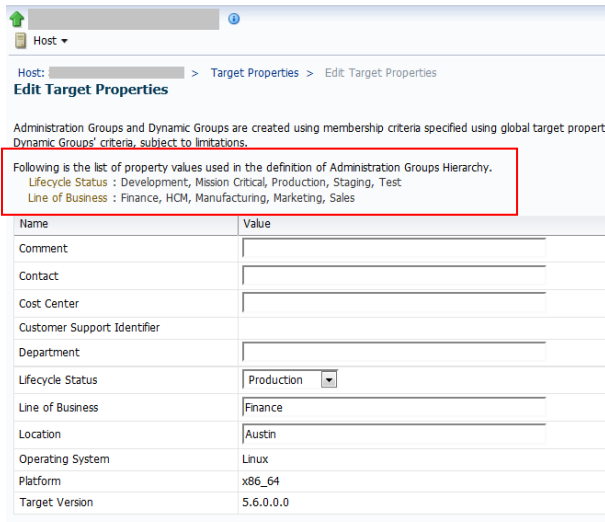 Host
Host: > Target Properties > Edit Target Properties
Edit Target Properties
Administration Groups and Dynamic Groups are created using membership criteria specified using global target propert
Dynamic Groups' criteria, subject to limitations.
Following is the list of property values used in the definition of Administration Groups Hierarchy.
Lifecycle Status : Development, Mission Critical, Production, Staging, Test
Line of Business : Finance, HCM, Manufacturing, Marketing, Sales
Name Value
Comment
Contact
Cost Center
Customer Support Identifier
Department
Lifecycle Status Production
Line of Business Finance
Location Austin
Operating System Linux
Platform x86_64
Target Version 5.6.0.0.0